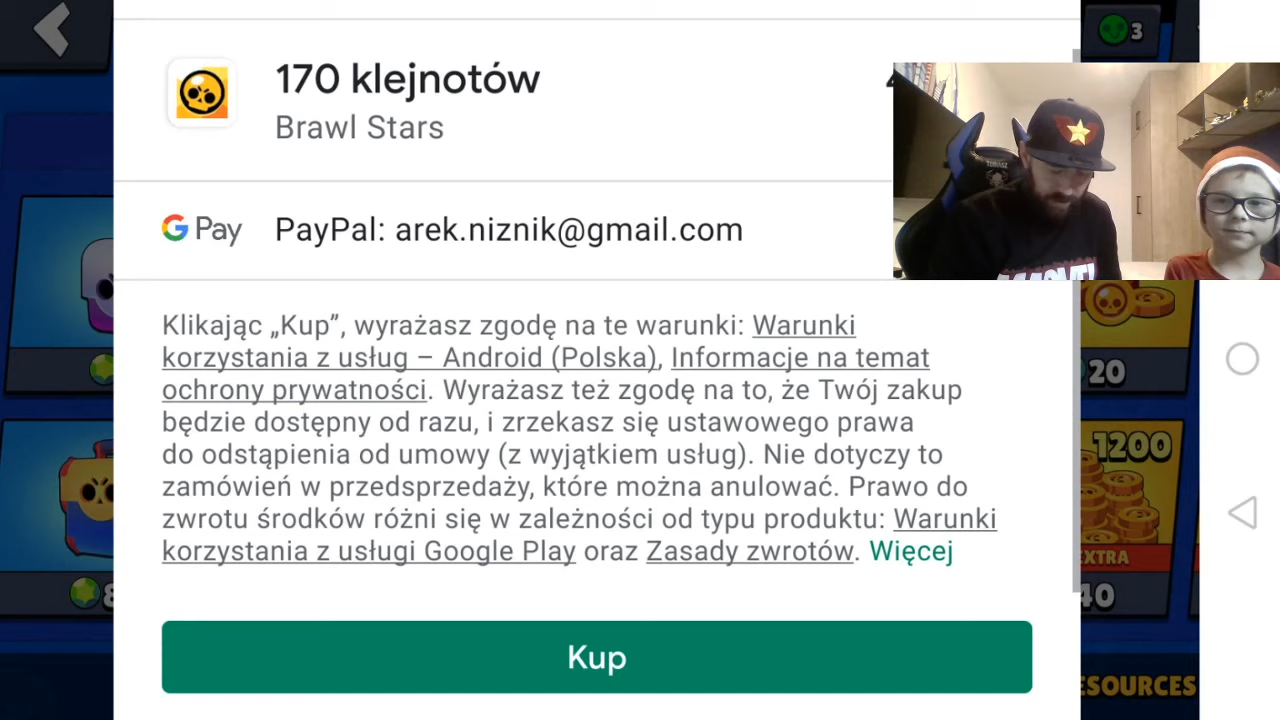 3
170 klejnotów
Brawl Stars
G Pay PayPal: arek.niznik@gmail.com
Klikając „Kup”, wyrażasz zgodę na te warunki: Warunki
korzystania z usług – Android (Polska), Informacje na temat
ochrony prywatności. Wyrażasz też zgodę na to, że Twój zakup
będzie dostępny od razu, i zrzekasz się ustawowego prawa
do odstąpienia od umowy (z wyjątkiem usług). Nie dotyczy to
zamówień w przedsprzedaży, które można anulować. Prawo do
zwrotu środków różni się w zależności od typu produktu: Warunki
korzystania z usługi Google Play oraz Zasady zwrotów. Więcej
Kup
20
1200
EXTRA
40
8
ESOURCES